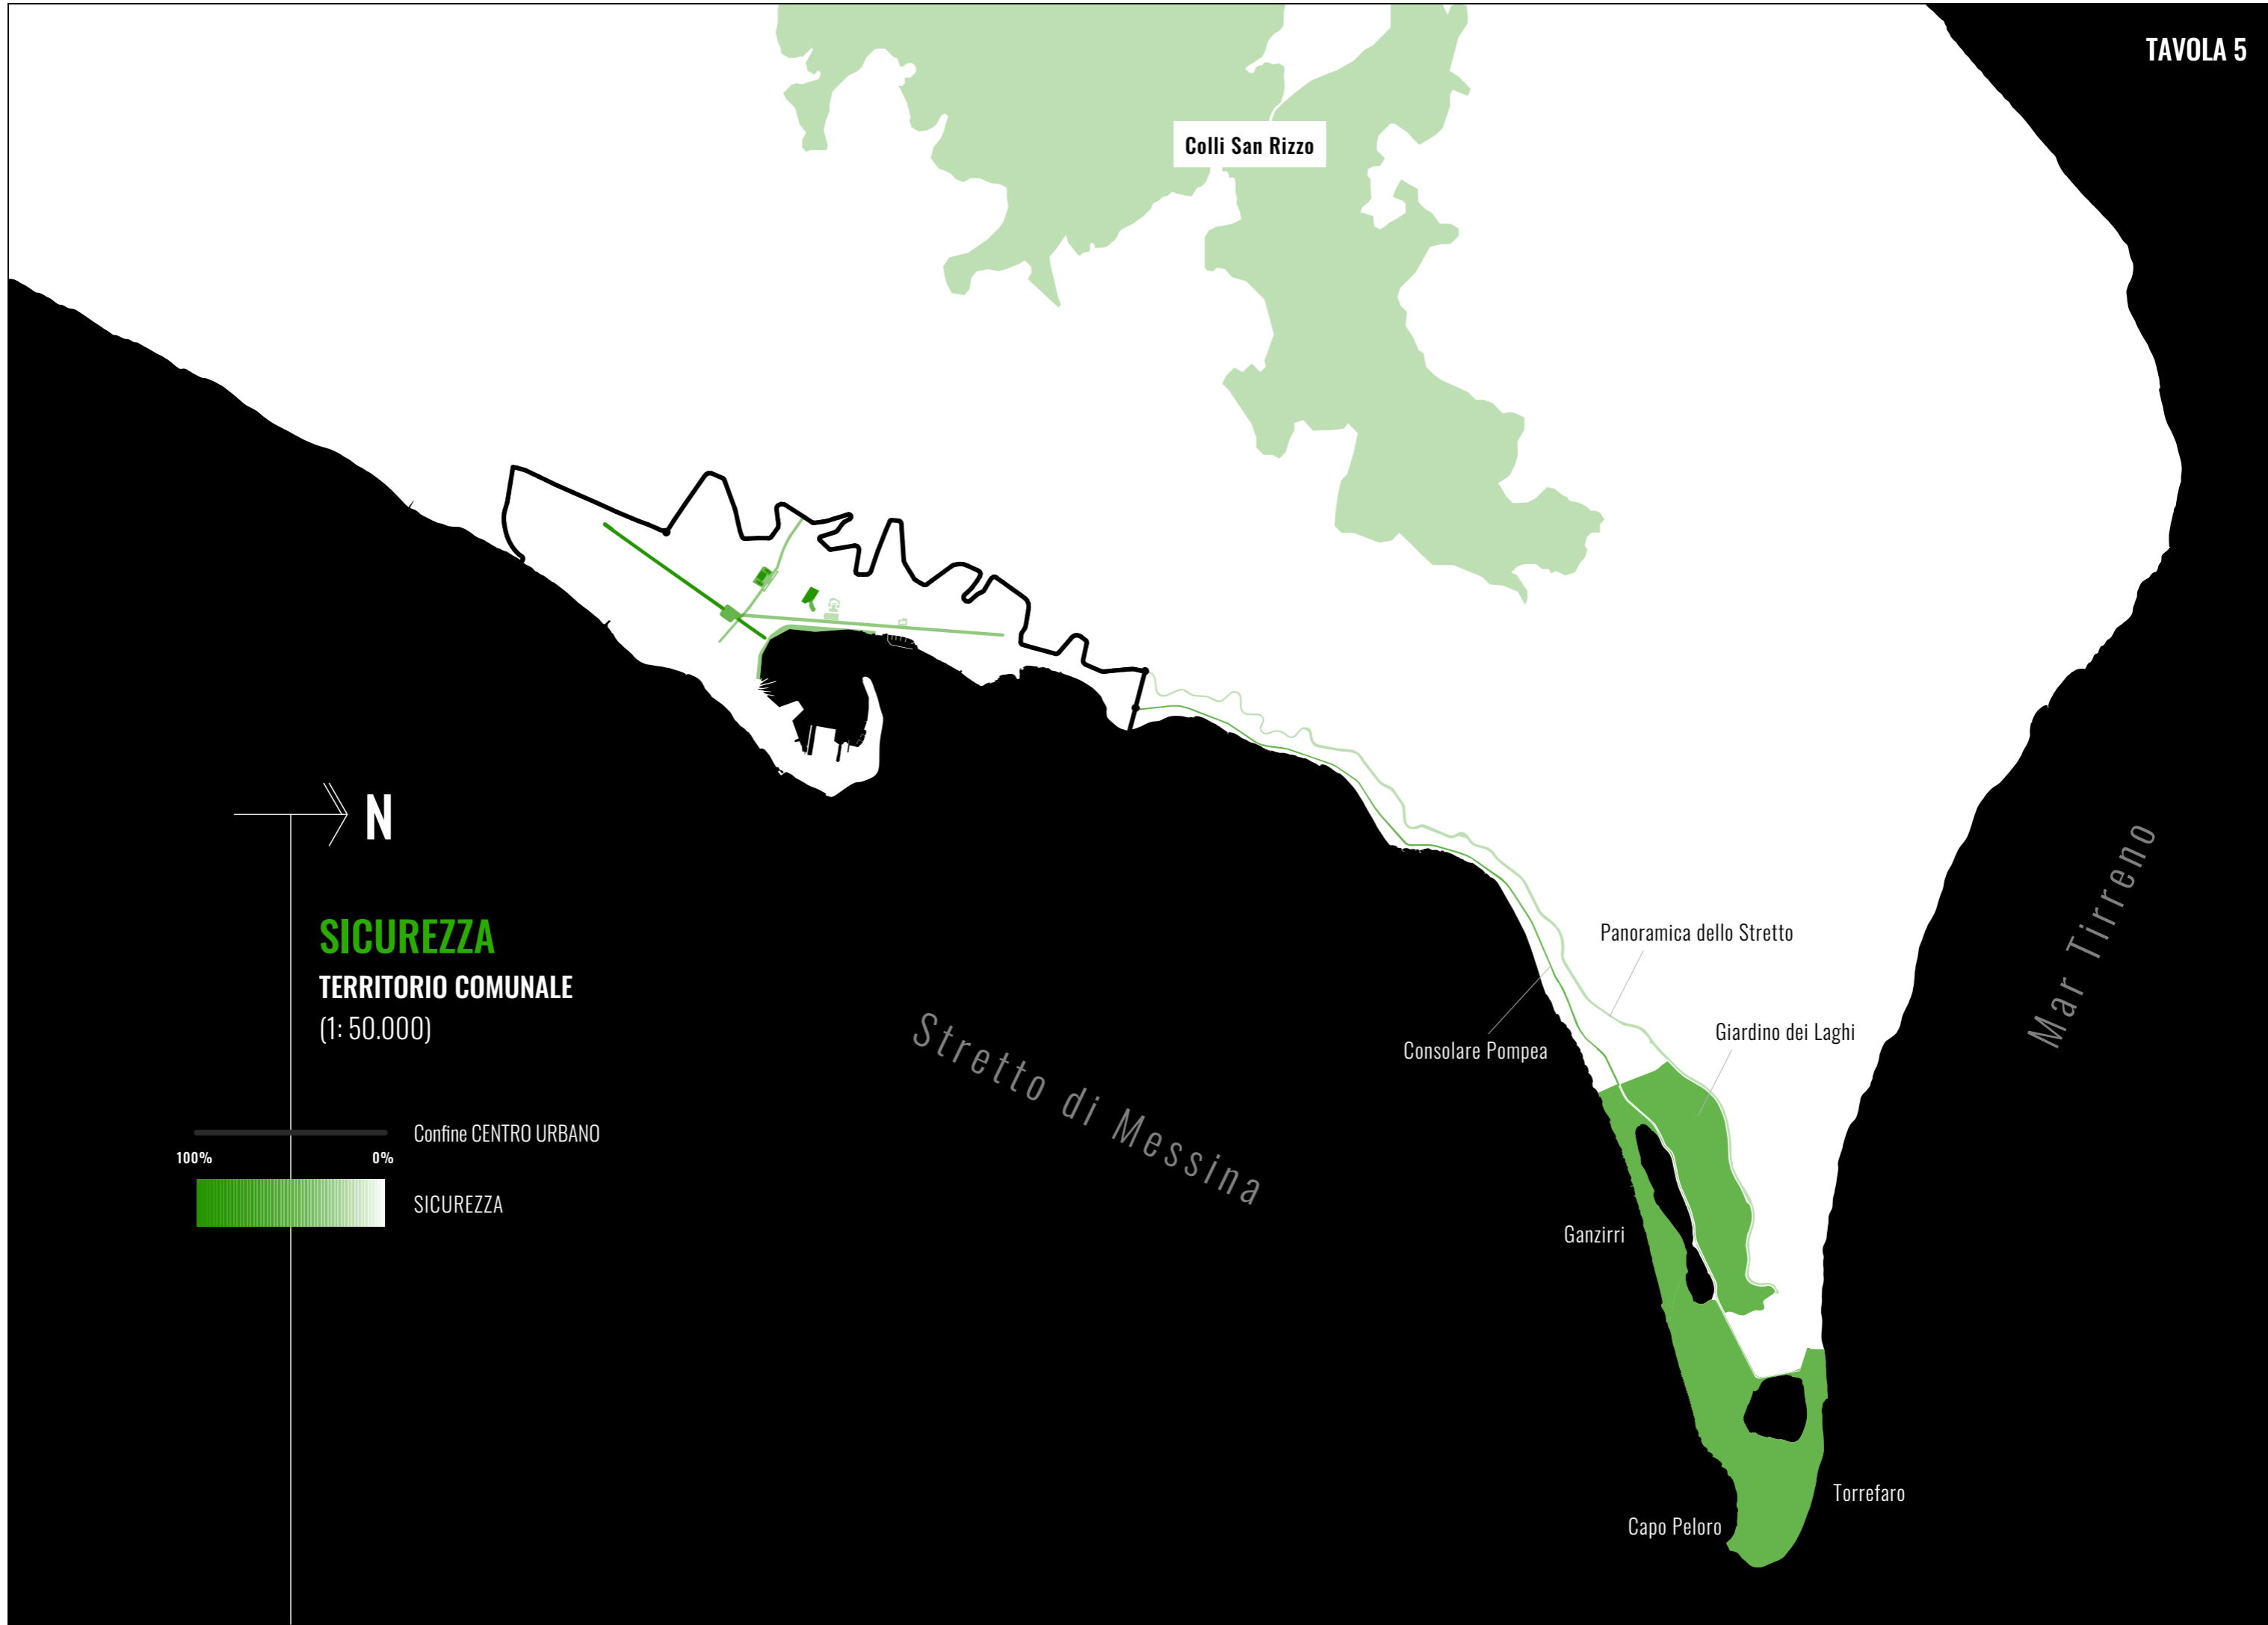 TAVOLA 5
Colli San Rizzo
N
SICUREZZA
TERRITORIO COMUNALE
(1: 50.000)
Confine CENTRO URBANO
100%
0%
SICUREZZA
Stretto di Messina
Mar Tirreno
Panoramica dello Stretto
Giardino dei Laghi
Consolare Pompea
Ganzirri
Torrefaro
Capo Peloro